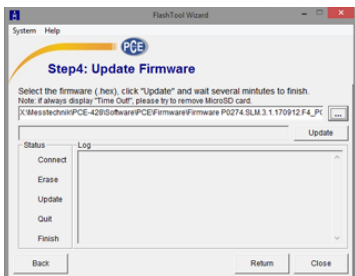 FlashTool Wizard
System Help
PCE
Step4: Update Firmware
Select the firmware (.hex), click "Update" and wait several mintutes to finish.
Note: if always display "Time Out!", please try to remove MicroSD card.
X:\Messtechnik\PCE-428\Software\PCE\Firmware\Firmware P0274.SLM.3.1.170912.F4_P(
...
Update
Status Log
Connect
Erase
Update
Quit
Finish
Back Return Close